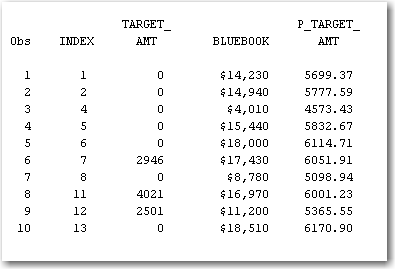 TARGET_ P_TARGET_
Obs INDEX AMT BLUEBOOK AMT
1 1 0 $14,230 5699.37
2 2 0 $14,940 5777.59
3 4 0 $4,010 4573.43
4 5 0 $15,440 5832.67
5 6 0 $18,000 6114.71
6 7 2946 $17,430 6051.91
7 8 0 $8,780 5098.94
8 11 4021 $16,970 6001.23
9 12 2501 $11,200 5365.55
10 13 0 $18,510 6170.90